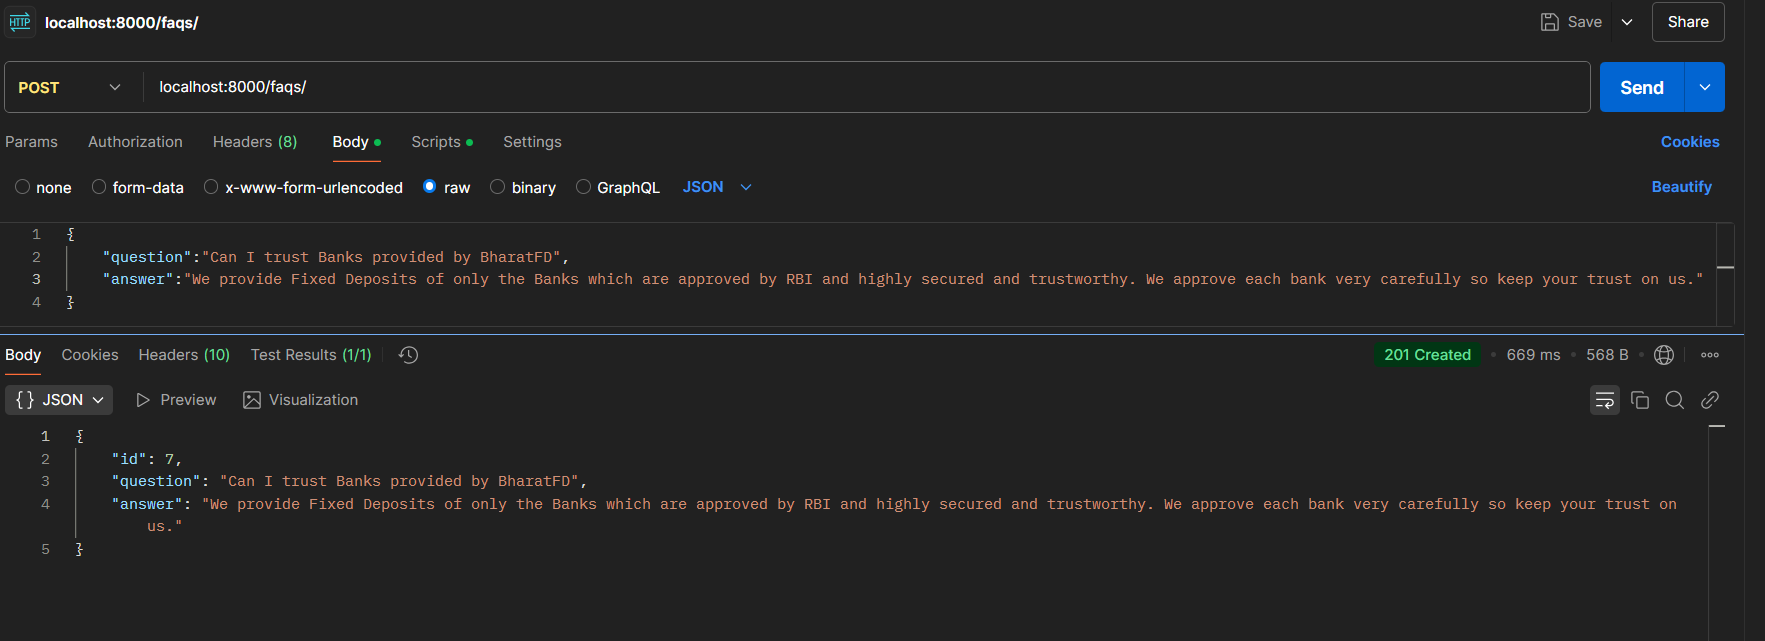 HTTP localhost:8000/faqs/ Save Share
POST localhost:8000/faqs/ Send
Params Authorization Headers (8) Body Scripts Settings Cookies
none form-data x-www-form-urlencoded raw binary GraphQL JSON Beautify
1 {
2 "question":"Can I trust Banks provided by BharatFD",
3 "answer":"We provide Fixed Deposits of only the Banks which are approved by RBI and highly secured and trustworthy. We approve each bank very carefully so keep your trust on us."
4 }
Body Cookies Headers (10) Test Results (1/1) 201 Created • 669 ms • 568 B •
{} JSON Preview Visualization
1 {
2 "id": 7,
3 "question": "Can I trust Banks provided by BharatFD",
4 "answer": "We provide Fixed Deposits of only the Banks which are approved by RBI and highly secured and trustworthy. We approve each bank very carefully so keep your trust on
us."
5 }